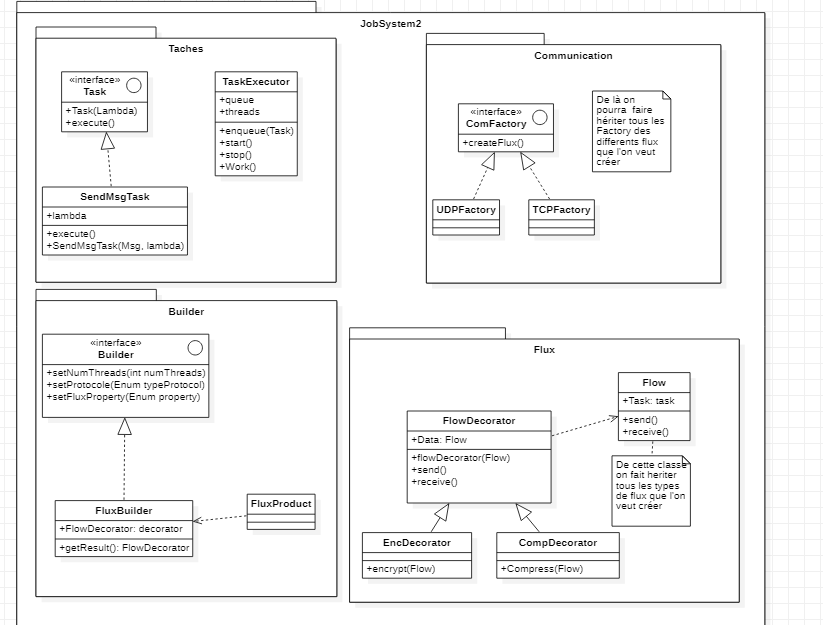 JobSystem2
Taches
«interface»
Task
+Task(Lambda)
+execute()
TaskExecutor
+queue
+threads
+enqueue(Task)
+start()
+stop()
+Work()
SendMsgTask
+lambda
+execute()
+SendMsgTask(Msg, lambda)
Communication
«interface»
ComFactory
+createFlux()
De là on
pourra faire
hériter tous les
Factory des
differents flux
que l'on veut
créer
UDPFactory
TCPFactory
Builder
«interface»
Builder
+setNumThreads(int numThreads)
+setProtocole(Enum typeProtocol)
+setFluxProperty(Enum property)
FluxBuilder
+FlowDecorator: decorator
+getResult(): FlowDecorator
FluxProduct
Flux
FlowDecorator
+Data: Flow
+flowDecorator(Flow)
+send()
+receive()
Flow
+Task: task
+send()
+receive()
De cette classe
on fait heriter
tous les types
de flux que l'on
veut créer
EncDecorator
+encrypt(Flow)
CompDecorator
+Compress(Flow)